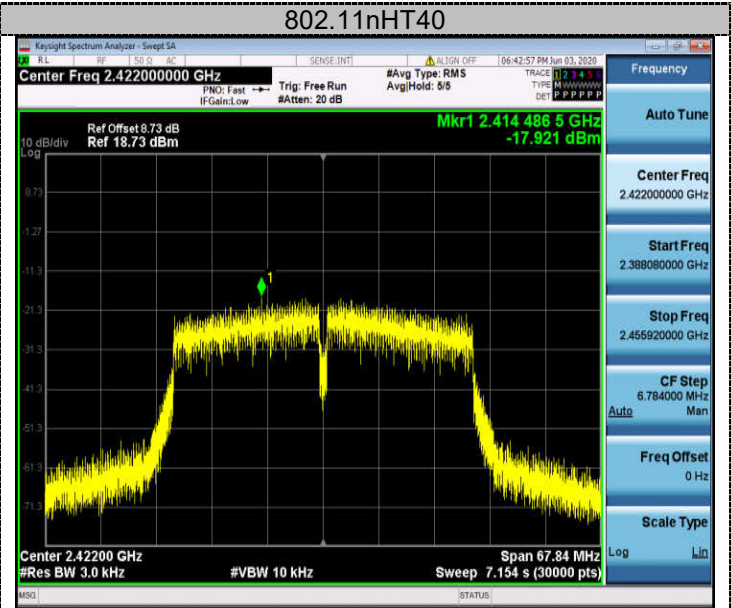 802.11nHT40
Keysight Spectrum Analyzer - Swept SA
RL RF 50 Ω AC SENSE:INT ALIGN OFF 06:42:57 PM Jun 03, 2020
Center Freq 2.422000000 GHz
PNO: Fast
IFGain:Low
Trig: Free Run
#Atten: 20 dB
#Avg Type: RMS
Avg|Hold: 5/5
TRACE 1 2 3 4 5 6
TYPE M W W W W W
DET P P P P P P
Mkr1 2.414 486 5 GHz
-17.921 dBm
Ref Offset 8.73 dB
10 dB/div Ref 18.73 dBm
Log
8.73
-1.27
-11.3
-21.3
-31.3
-41.3
-51.3
-61.3
-71.3
1
Center 2.42200 GHz
Span 67.84 MHz
#Res BW 3.0 kHz
#VBW 10 kHz
Sweep 7.154 s (30000 pts)
MSG
STATUS
Frequency
Auto Tune
Center Freq
2.422000000 GHz
Start Freq
2.388080000 GHz
Stop Freq
2.455920000 GHz
CF Step
6.784000 MHz
Auto Man
Freq Offset
0 Hz
Scale Type
Log Lin